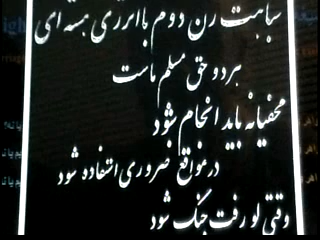 شباهت زن دوم با انرژی هسته ای
هر دو حق مسلم ماست
مخفیانه باید انجام شود
در مواقع ضروری استفاده شود
وقتی لو رفت جنگ شود